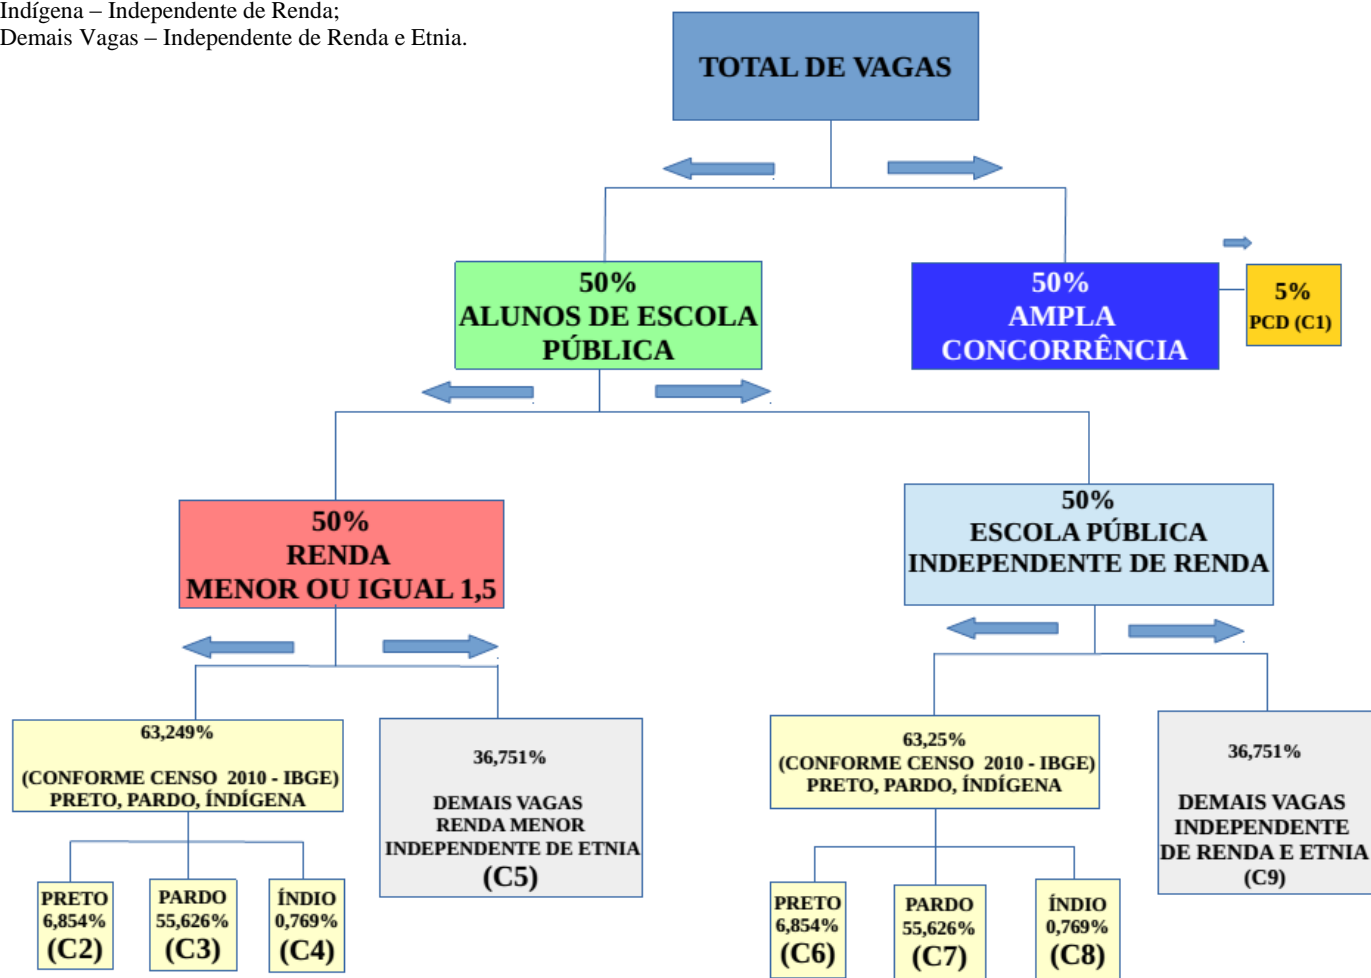 Indígena – Independente de Renda;
Demais Vagas – Independente de Renda e Etnia.
TOTAL DE VAGAS
50%
ALUNOS DE ESCOLA
PÚBLICA
50%
AMPLA
CONCORRÊNCIA
5%
PCD (C1)
50%
RENDA
MENOR OU IGUAL 1,5
50%
ESCOLA PÚBLICA
INDEPENDENTE DE RENDA
63,249%
(CONFORME CENSO 2010 - IBGE)
PRETO, PARDO, ÍNDÍGENA
36,751%
DEMAIS VAGAS
RENDA MENOR
INDEPENDENTE DE ETNIA
(C5)
63,25%
(CONFORME CENSO 2010 - IBGE)
PRETO, PARDO, ÍNDÍGENA
36,751%
DEMAIS VAGAS
INDEPENDENTE
DE RENDA E ETNIA
(C9)
PRETO
6,854%
(C2)
PARDO
55,626%
(C3)
ÍNDIO
0,769%
(C4)
PRETO
6,854%
(C6)
PARDO
55,626%
(C7)
ÍNDIO
0,769%
(C8)